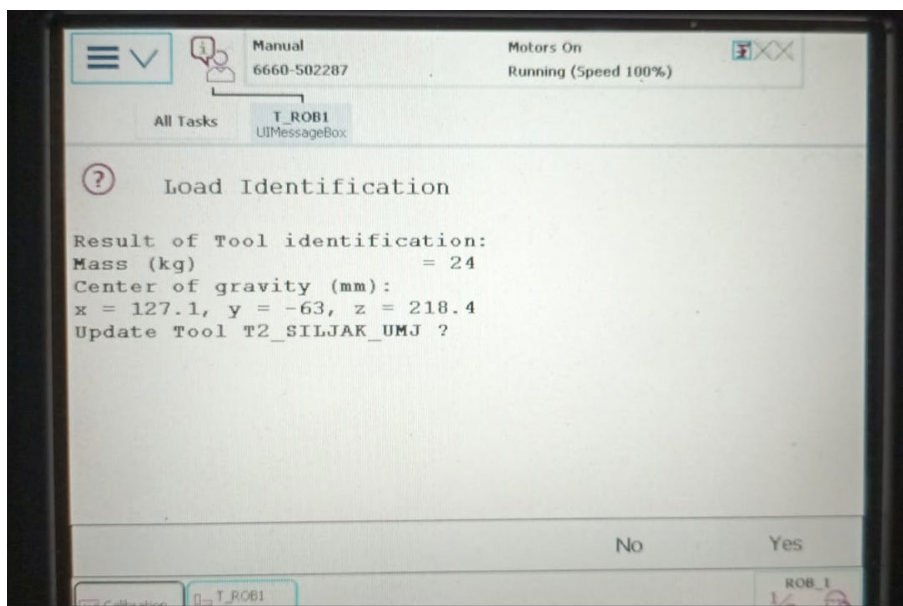 Manual
6660-502287
Motors On
Running (Speed 100%)
All Tasks
T_ROB1
UIMessageBox
Load Identification
Result of Tool identification:
Mass (kg) = 24
Center of gravity (mm):
x = 127.1, y = -63, z = 218.4
Update Tool T2_SILJAK_UMJ ?
No
Yes
Calibration
T_ROB1
ROB_1